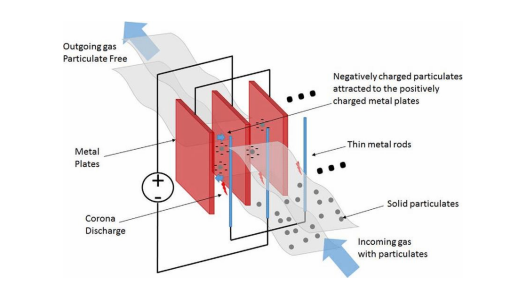 Outgoing gas
Particulate Free
Negatively charged particulates
attracted to the positively
charged metal plates
Metal
Plates
Thin metal rods
+
-
Corona
Discharge
Solid particulates
Incoming gas
with particulates